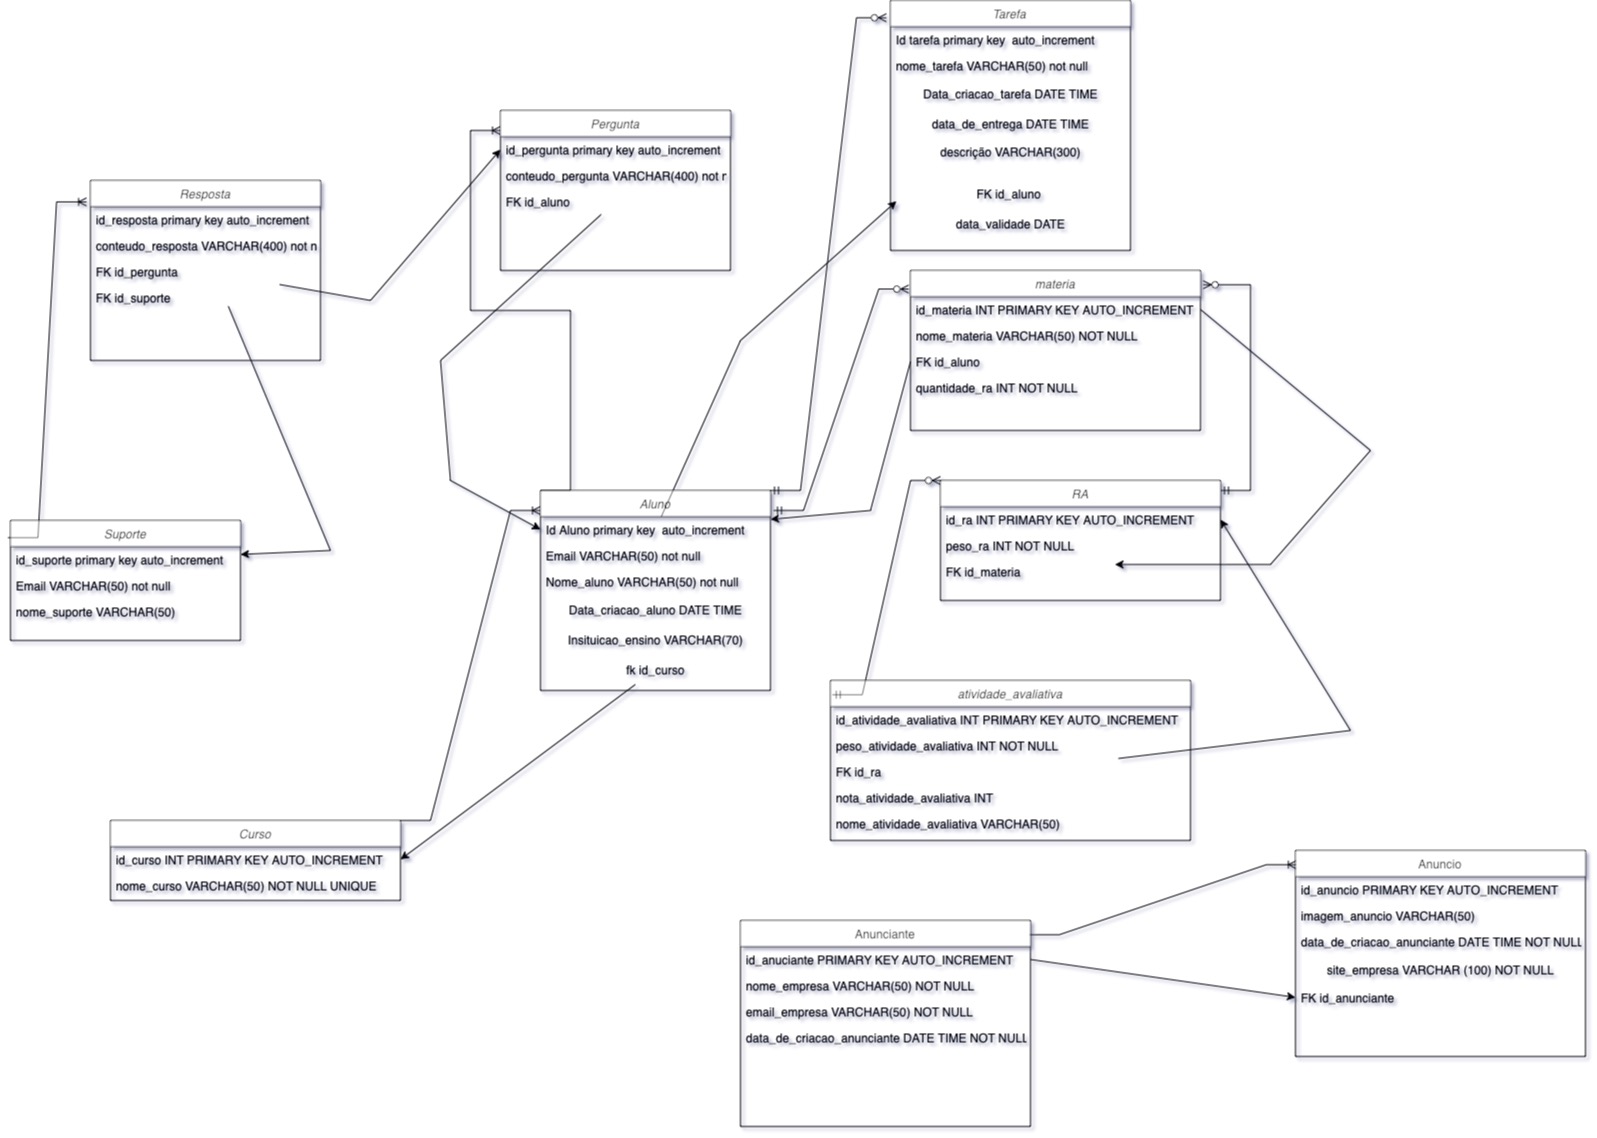 Tarefa
Id tarefa primary key auto_increment
nome_tarefa VARCHAR(50) not null
Data_criacao_tarefa DATE TIME
data_de_entrega DATE TIME
descrição VARCHAR(300)
FK id_aluno
data_validade DATE
Pergunta
id_pergunta primary key auto_increment
conteudo_pergunta VARCHAR(400) not r
FK id_aluno
Resposta
id_resposta primary key auto_increment
conteudo_resposta VARCHAR(400) not n
FK id_pergunta
FK id_suporte
materia
id_materia INT PRIMARY KEY AUTO_INCREMENT
nome_materia VARCHAR(50) NOT NULL
FK id_aluno
quantidade_ra INT NOT NULL
Aluno
Id Aluno primary key auto_increment
Email VARCHAR(50) not null
Nome_aluno VARCHAR(50) not null
Data_criacao_aluno DATE TIME
Insituicao_ensino VARCHAR(70)
fk id_curso
RA
id_ra INT PRIMARY KEY AUTO_INCREMENT
peso_ra INT NOT NULL
FK id_materia
Suporte
id_suporte primary key auto_increment
Email VARCHAR(50) not null
nome_suporte VARCHAR(50)
atividade_avaliativa
id_atividade_avaliativa INT PRIMARY KEY AUTO_INCREMENT
peso_atividade_avaliativa INT NOT NULL
FK id_ra
nota_atividade_avaliativa INT
nome_atividade_avaliativa VARCHAR(50)
Curso
id_curso INT PRIMARY KEY AUTO_INCREMENT
nome_curso VARCHAR(50) NOT NULL UNIQUE
Anuncio
id_anuncio PRIMARY KEY AUTO_INCREMENT
imagem_anuncio VARCHAR(50)
data_de_criacao_anunciante DATE TIME NOT NULL
site_empresa VARCHAR (100) NOT NULL
FK id_anunciante
Anunciante
id_anuciante PRIMARY KEY AUTO_INCREMENT
nome_empresa VARCHAR(50) NOT NULL
email_empresa VARCHAR(50) NOT NULL
data_de_criacao_anunciante DATE TIME NOT NULL